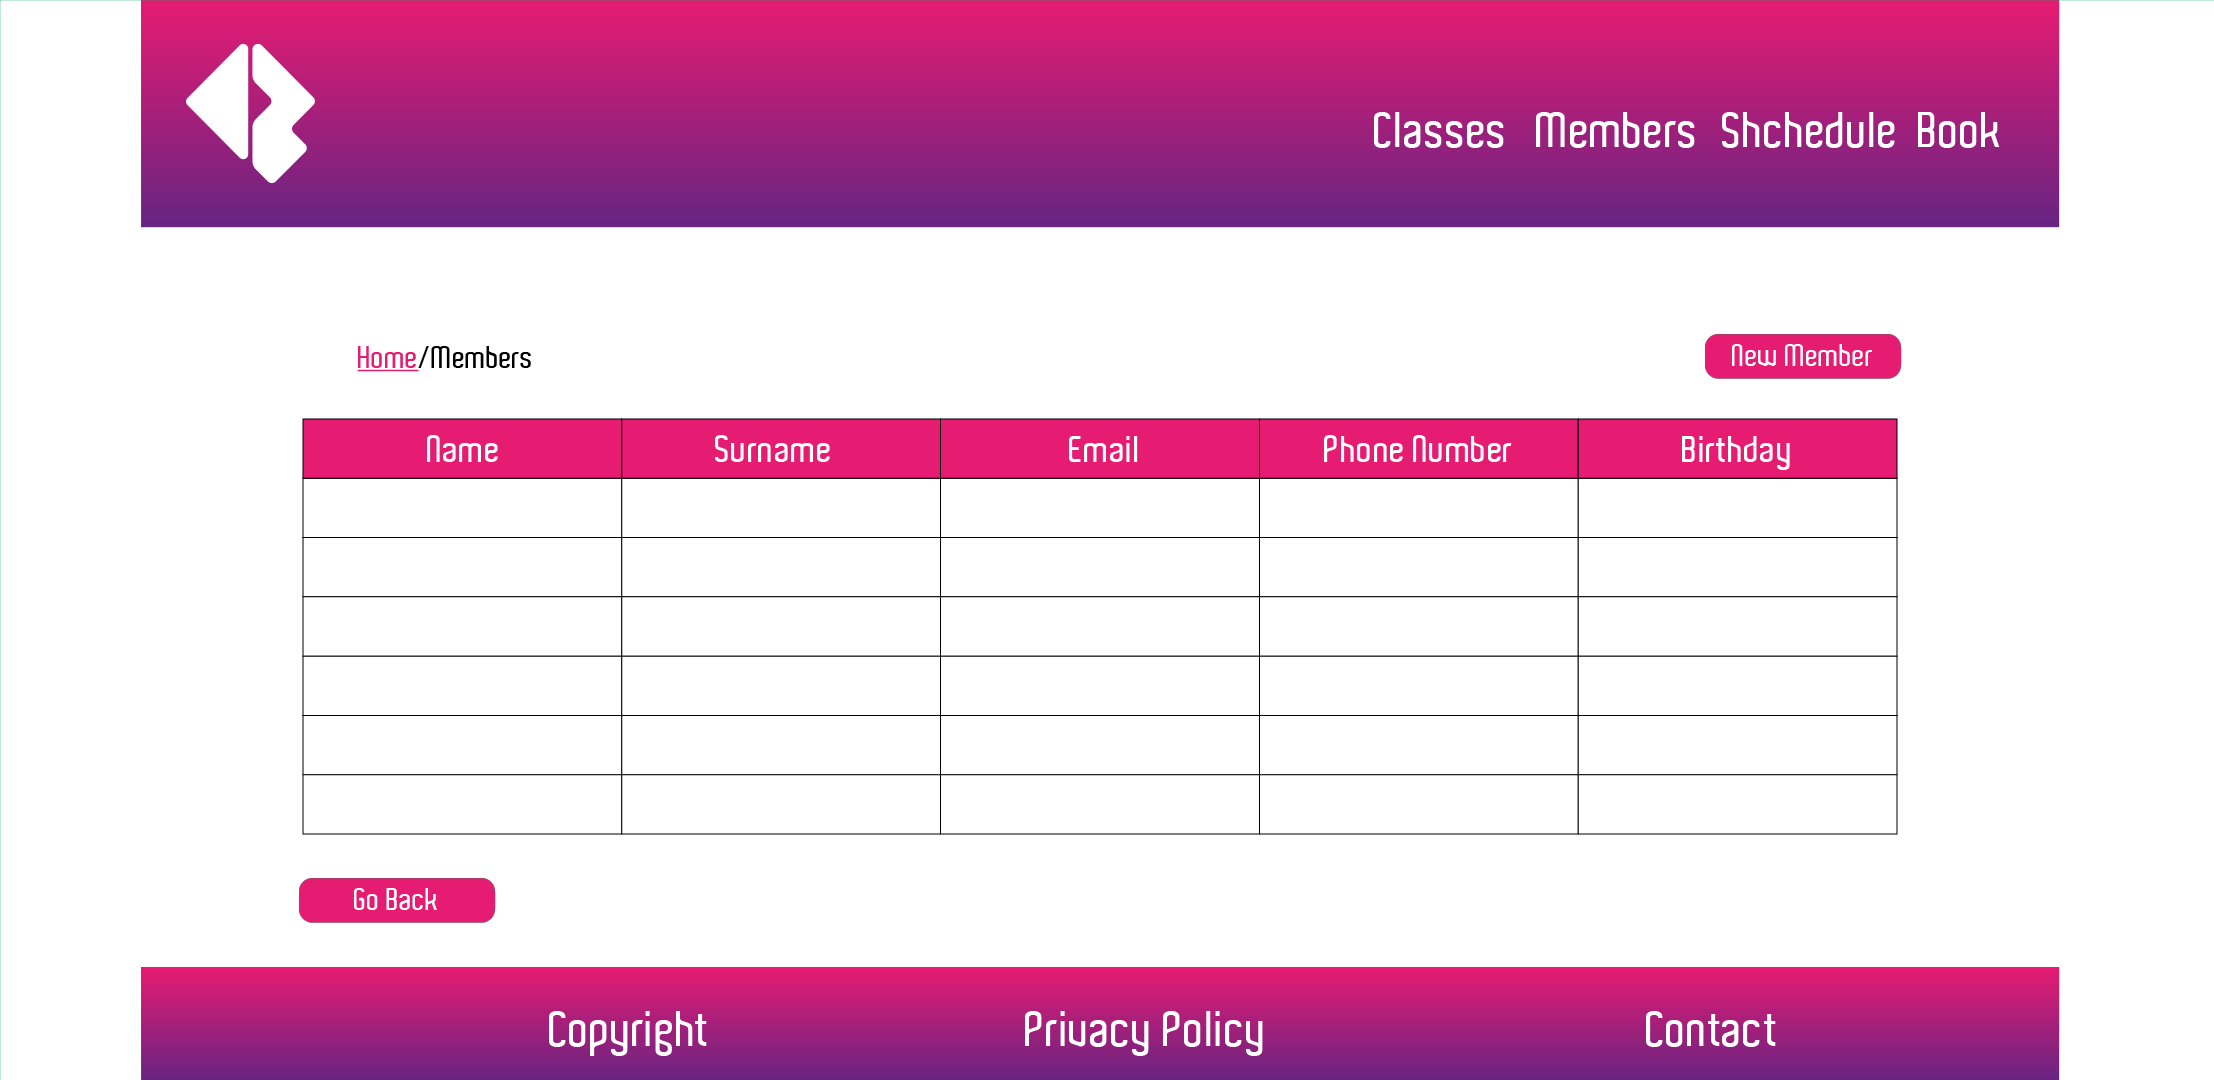 Classes Members Shchedule Book
Home/Members
New Member
Name Surname Email Phone Number Birthday
Go Back
Copyright Privacy Policy Contact